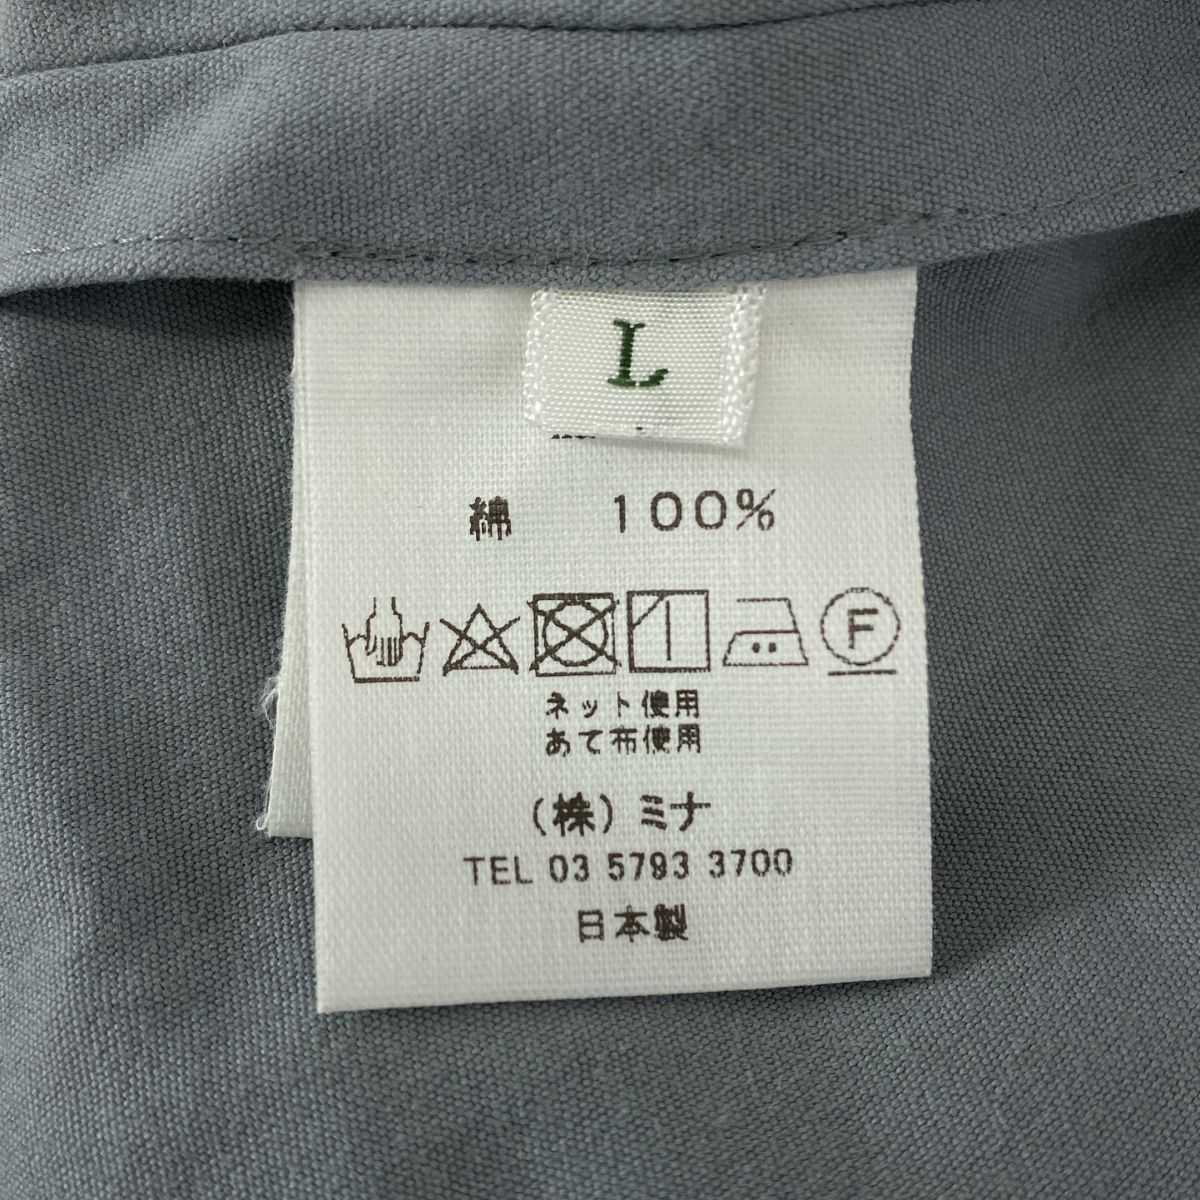 L
綿 100%
F
ネット使用
あて布使用
(株)ミナ
TEL 03 5793 3700
日本製